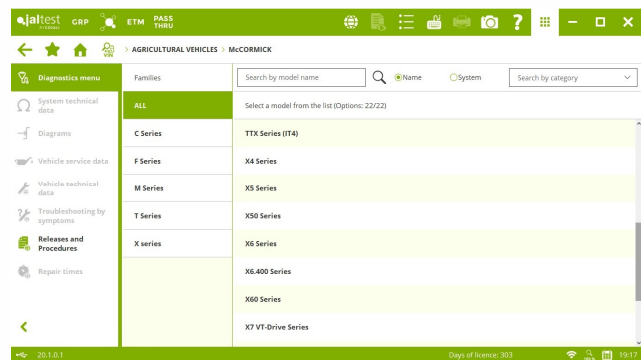 jaltest
GRP
ETM
PASS
THRU
?
VIN
> AGRICULTURAL VEHICLES > McCORMICK
Diagnostics menu
System technical
data
Diagrams
Vehicle service data
Vehicle technical
data
Troubleshooting by
symptoms
Releases and
Procedures
Repair times
Families
ALL
C Series
F Series
M Series
T Series
X series
Search by model name
Name
System
Search by category
Select a model from the list (Options: 22/22)
TTX Series (IT4)
X4 Series
X5 Series
X50 Series
X6 Series
X6.400 Series
X60 Series
X7 VT-Drive Series
20.1.0.1
Days of licence: 303
19:17